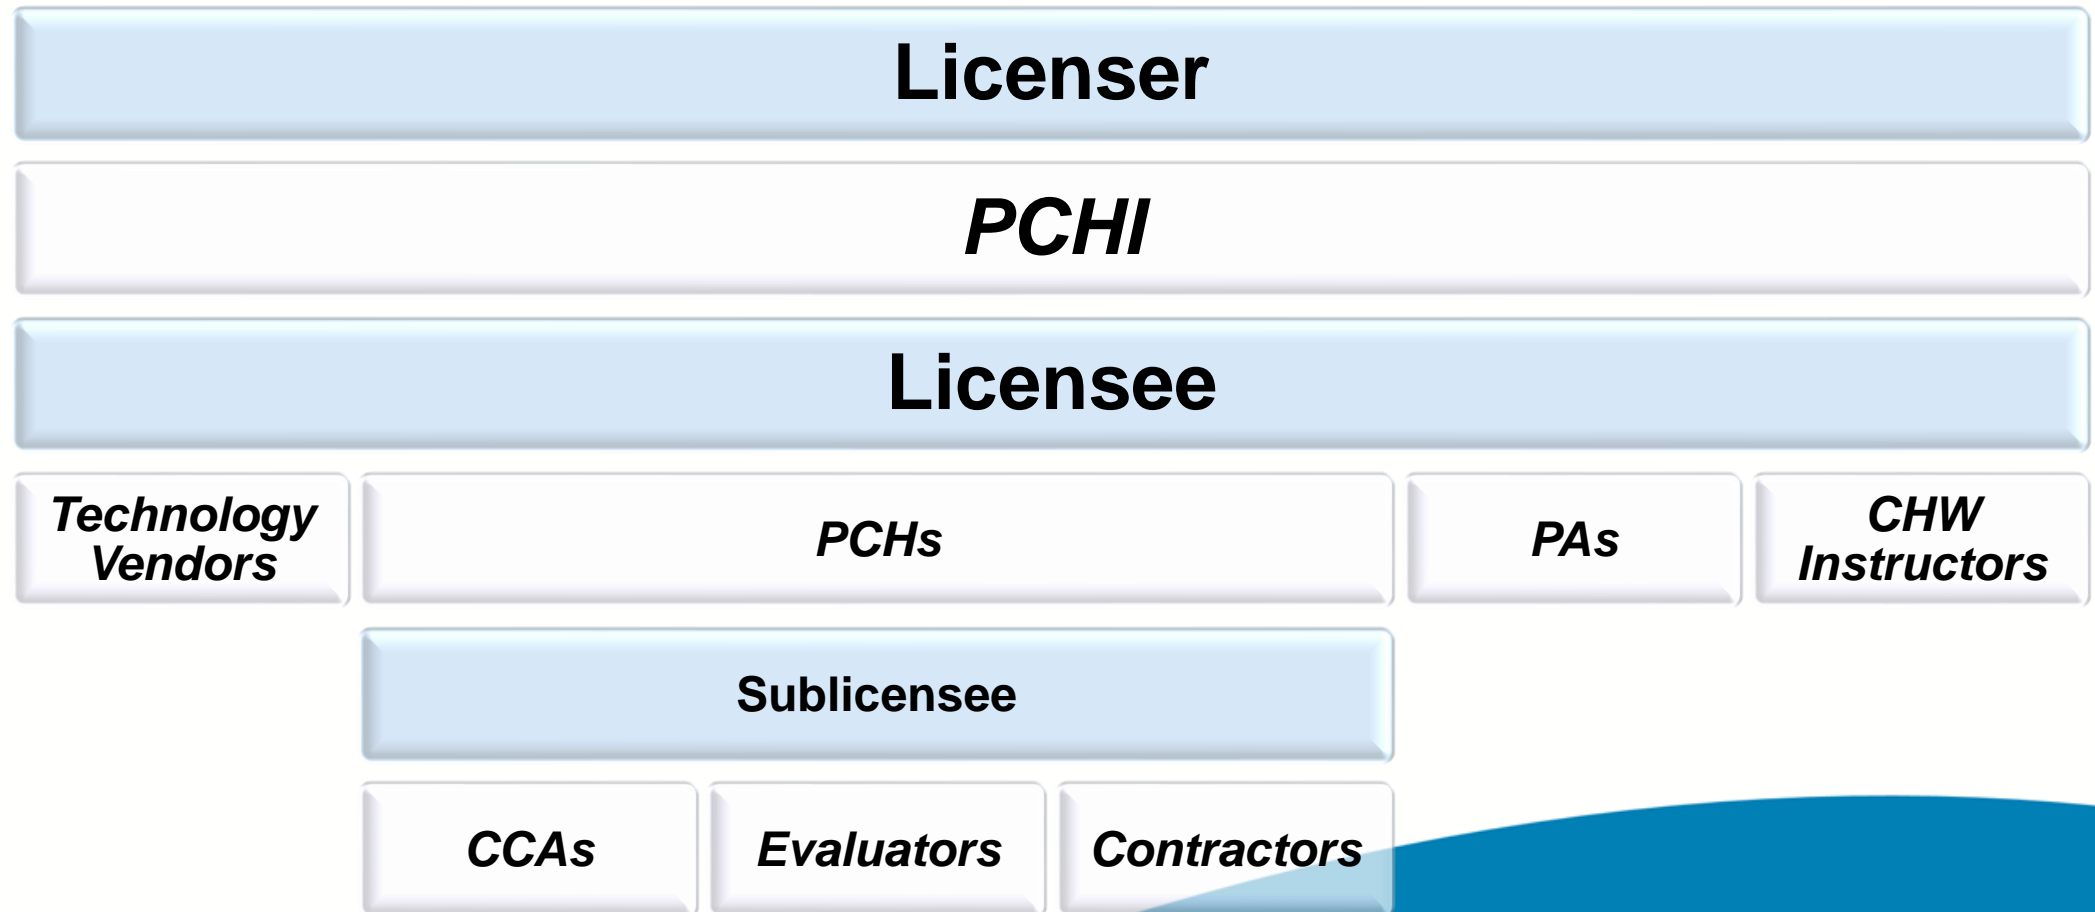 Licenser
PCHI
Licensee
Technology
Vendors
PCHs
PAs
CHW
Instructors
Sublicensee
CCAs
Evaluators
Contractors